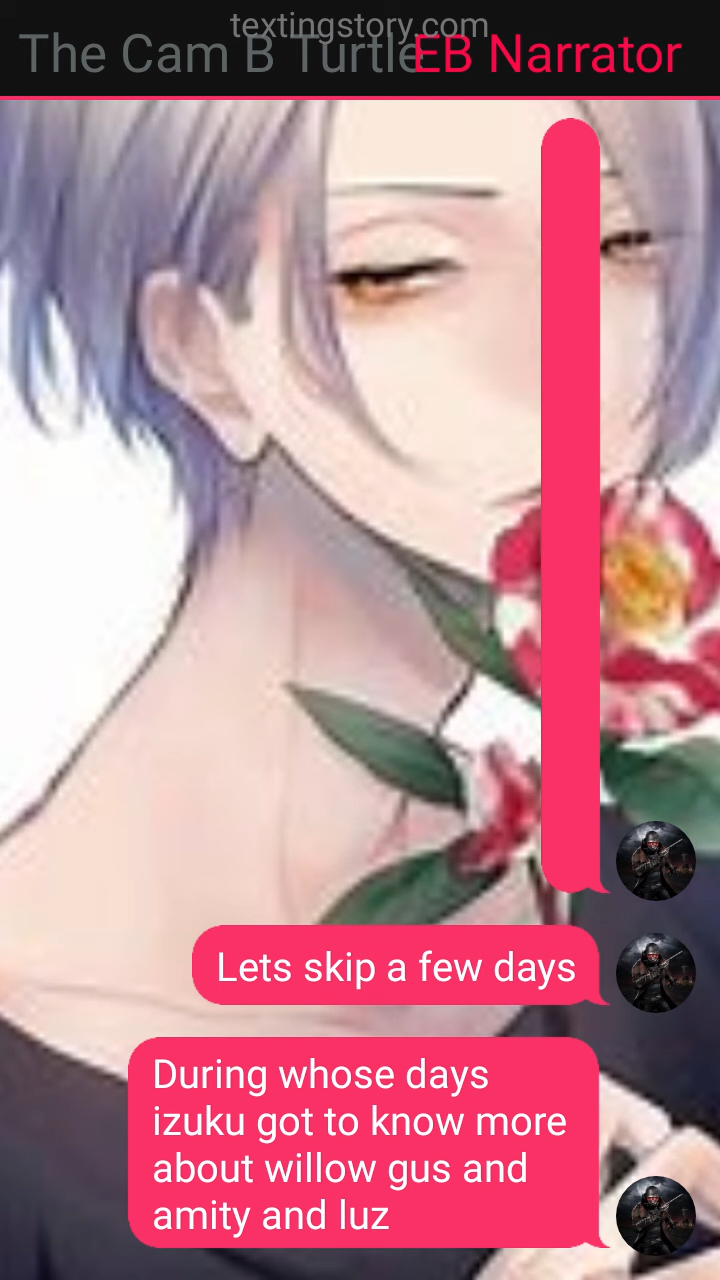 textingstory.com
The Cam B Turtle EB Narrator
Lets skip a few days
During whose days
izuku got to know more
about willow gus and
amity and luz